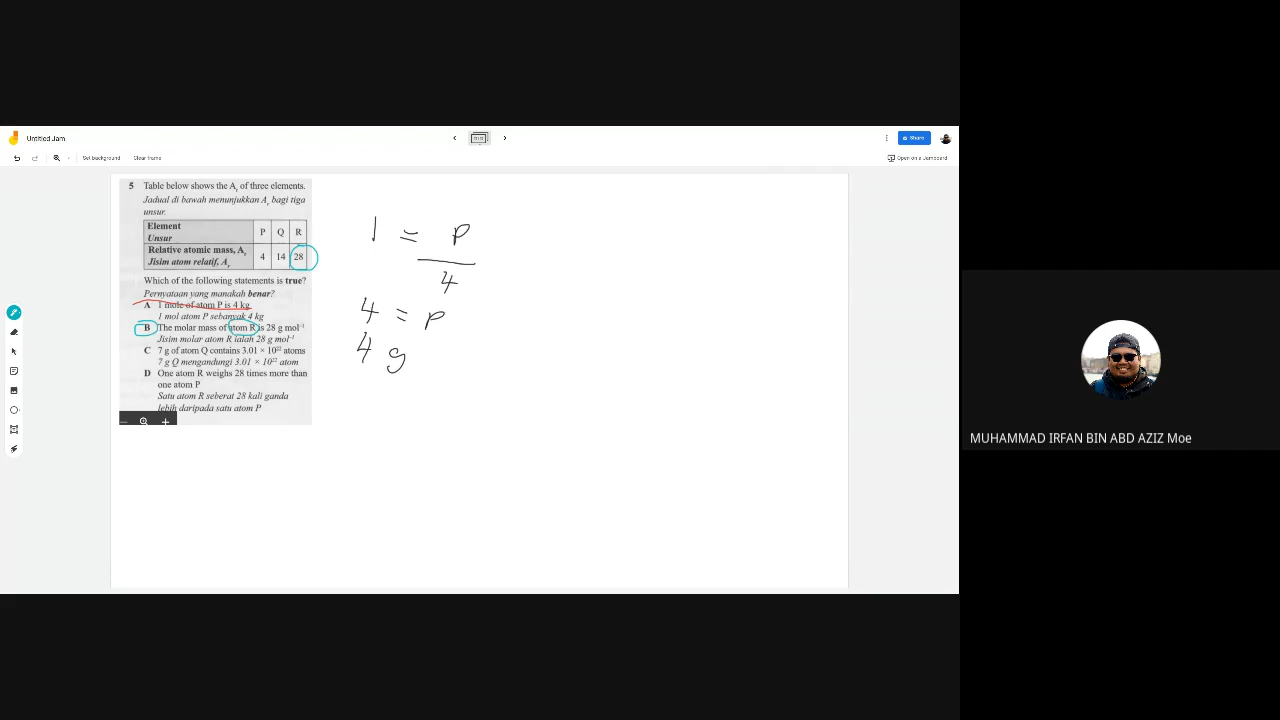 Untitled Jam
Share
Set background
Clear frame
Open on a Jamboard
5 Table below shows the Ar of three elements.
Jadual di bawah menunjukkan Ar bagi tiga
unsur.
Element P Q R
Unsur
Relative atomic mass, Ar 4 14 28
Jisim atom relatif, Ar
Which of the following statements is true?
Pernyataan yang manakah benar?
A 1 mole of atom P is 4 kg
1 mol atom P sebanyak 4 kg
B The molar mass of atom R is 28 g mol⁻¹
Jisim molar atom R ialah 28 g mol⁻¹
C 7 g of atom Q contains 3.01 × 10²² atoms
7 g Q mengandungi 3.01 × 10²² atom
D One atom R weighs 28 times more than
one atom P
Satu atom R seberat 28 kali ganda
lebih daripada satu atom P
1 = P
4
4 = P
4 g
MUHAMMAD IRFAN BIN ABD AZIZ Moe